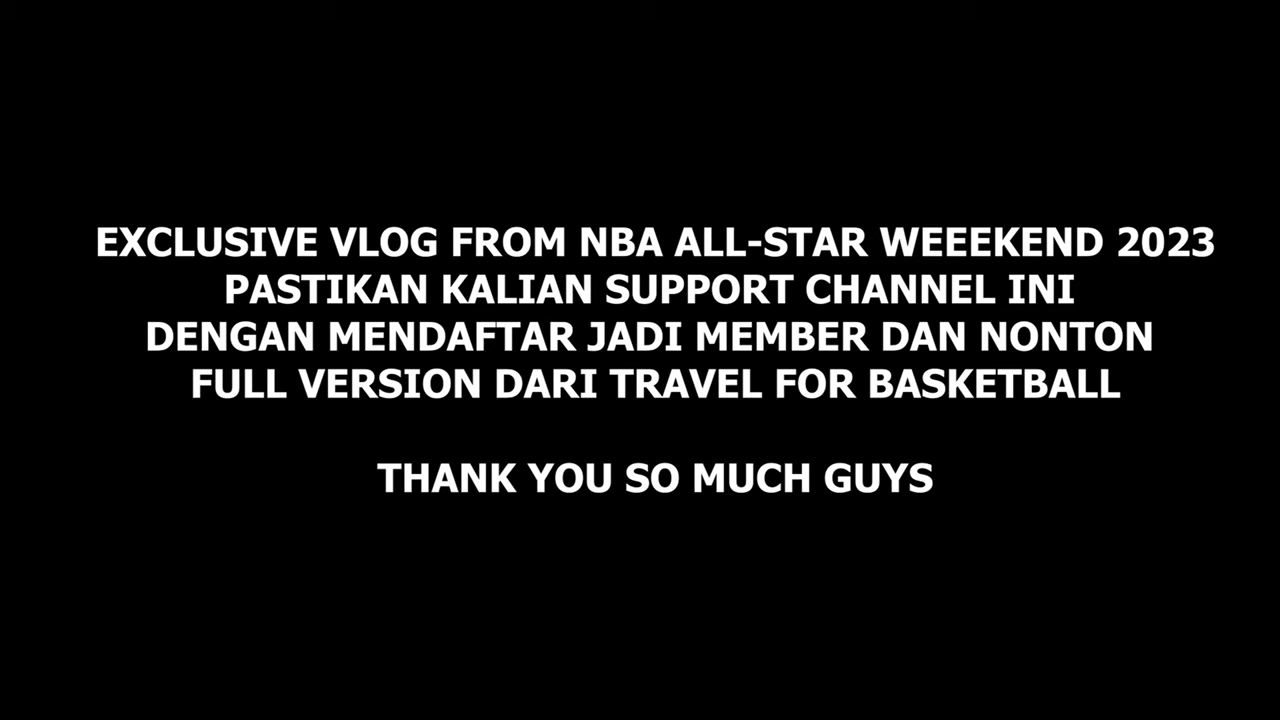 EXCLUSIVE VLOG FROM NBA ALL-STAR WEEEKEND 2023
PASTIKAN KALIAN SUPPORT CHANNEL INI
DENGAN MENDAFTAR JADI MEMBER DAN NONTON
FULL VERSION DARI TRAVEL FOR BASKETBALL
THANK YOU SO MUCH GUYS